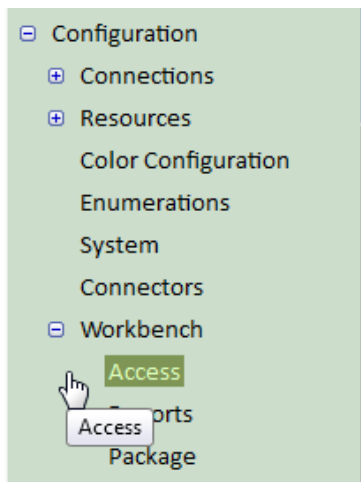 Configuration
Connections
Resources
Color Configuration
Enumerations
System
Connectors
Workbench
Access
Access
Package